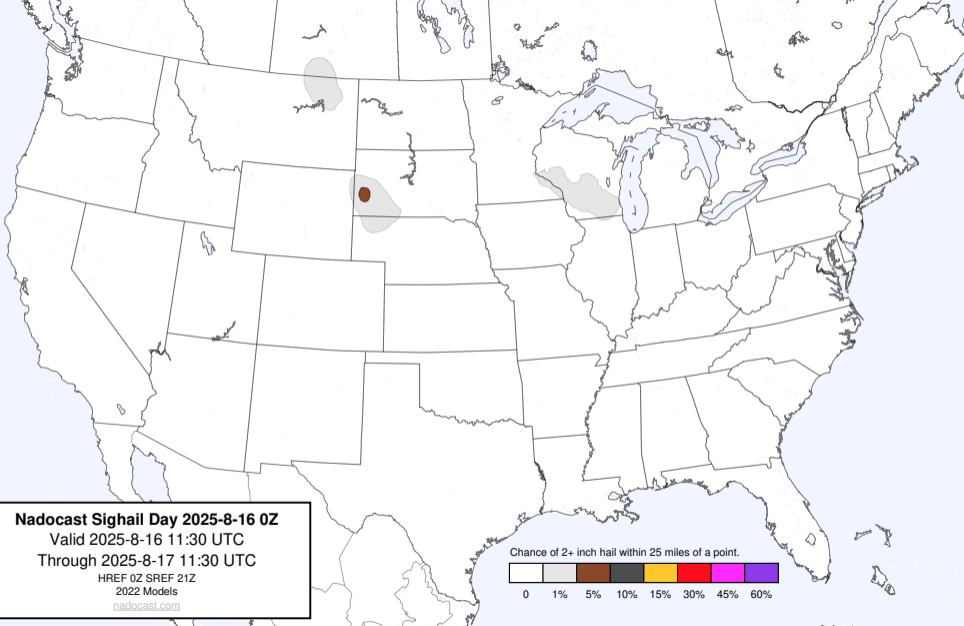 Nadocast Sighail Day 2025-8-16 0Z
Valid 2025-8-16 11:30 UTC
Through 2025-8-17 11:30 UTC
HREF 0Z SREF 21Z
2022 Models
nadocast.com
Chance of 2+ inch hail within 25 miles of a point.
0 1% 5% 10% 15% 30% 45% 60%